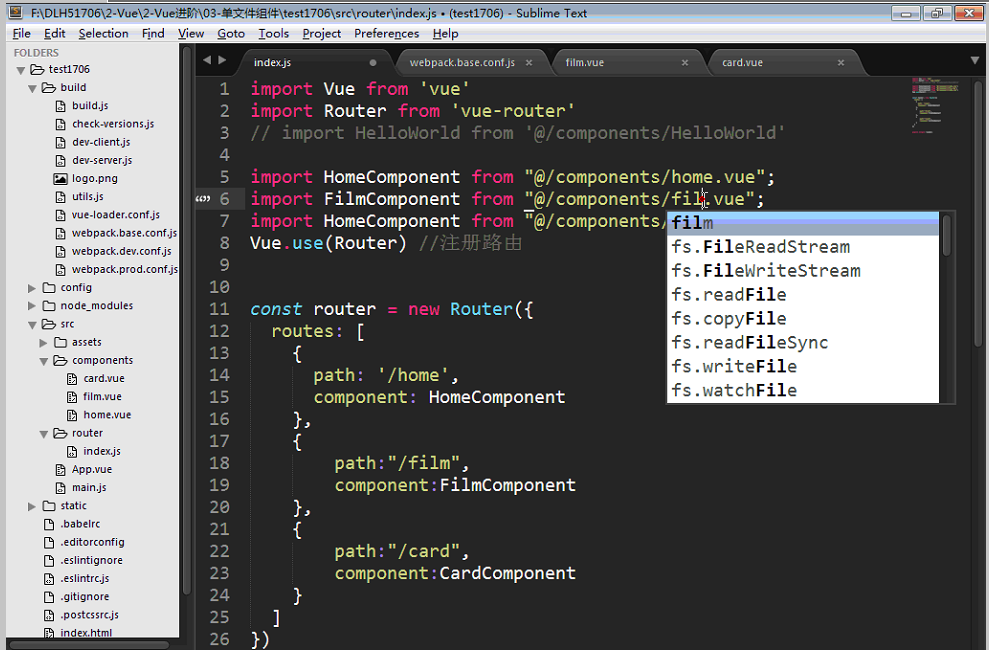 F:\DLH51706\2-Vue\2-Vue进阶\03-单文件组件\test1706\src\router\index.js • (test1706) - Sublime Text
File Edit Selection Find View Goto Tools Project Preferences Help
FOLDERS
test1706
build
build.js
check-versions.js
dev-client.js
dev-server.js
logo.png
utils.js
vue-loader.conf.js
webpack.base.conf.js
webpack.dev.conf.js
webpack.prod.conf.js
config
node_modules
src
assets
components
card.vue
film.vue
home.vue
router
index.js
App.vue
main.js
static
.babelrc
.editorconfig
.eslintignore
.eslintrc.js
.gitignore
.postcssrc.js
index.html
index.js webpack.base.conf.js × film.vue × card.vue ×
1 import Vue from 'vue'
2 import Router from 'vue-router'
3 // import HelloWorld from '@/components/HelloWorld'
4
5 import HomeComponent from "@/components/home.vue";
6 import FilmComponent from "@/components/fil.vue";
7 import HomeComponent from "@/components/
8 Vue.use(Router) //注册路由
9
10
11 const router = new Router({
12 routes: [
13 {
14 path: '/home',
15 component: HomeComponent
16 },
17 {
18 path:"/film",
19 component:FilmComponent
20 },
21 {
22 path:"/card",
23 component:CardComponent
24 }
25 ]
26 })
film
fs.FileReadStream
fs.FileWriteStream
fs.readFile
fs.copyFile
fs.readFileSync
fs.writeFile
fs.watchFile